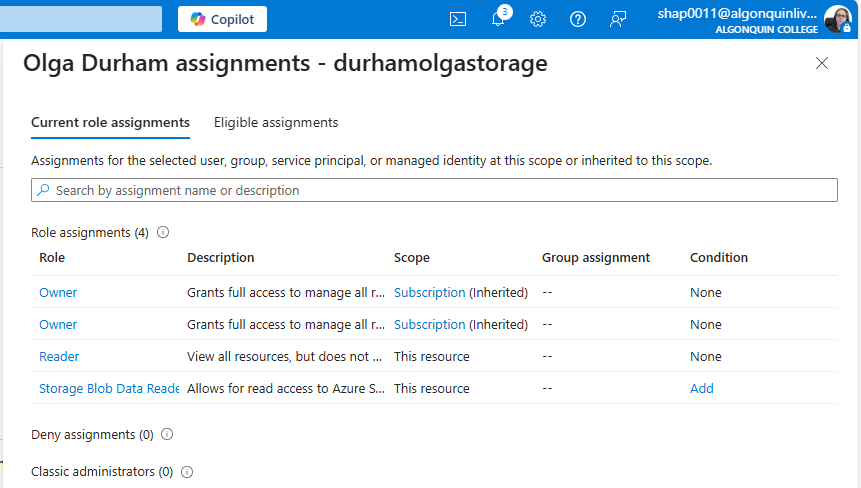 Copilot
3
shap0011@algonquinliv...
ALGONQUIN COLLEGE
Olga Durham assignments - durhamolgastorage
Current role assignments
Eligible assignments
Assignments for the selected user, group, service principal, or managed identity at this scope or inherited to this scope.
Search by assignment name or description
Role assignments (4)
Role Description Scope Group assignment Condition
Owner Grants full access to manage all r... Subscription (Inherited) -- None
Owner Grants full access to manage all r... Subscription (Inherited) -- None
Reader View all resources, but does not ... This resource -- None
Storage Blob Data Reade Allows for read access to Azure S... This resource -- Add
Deny assignments (0)
Classic administrators (0)